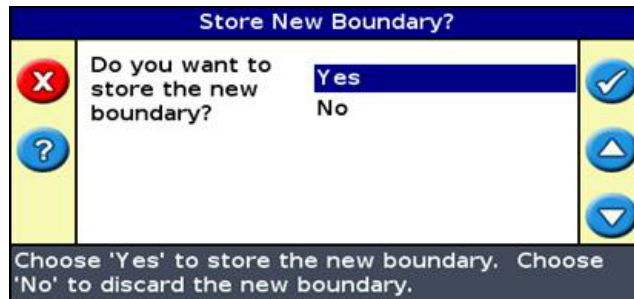 Store New Boundary?
Do you want to
store the new
boundary?
Yes
No
Choose 'Yes' to store the new boundary.  Choose
'No' to discard the new boundary.